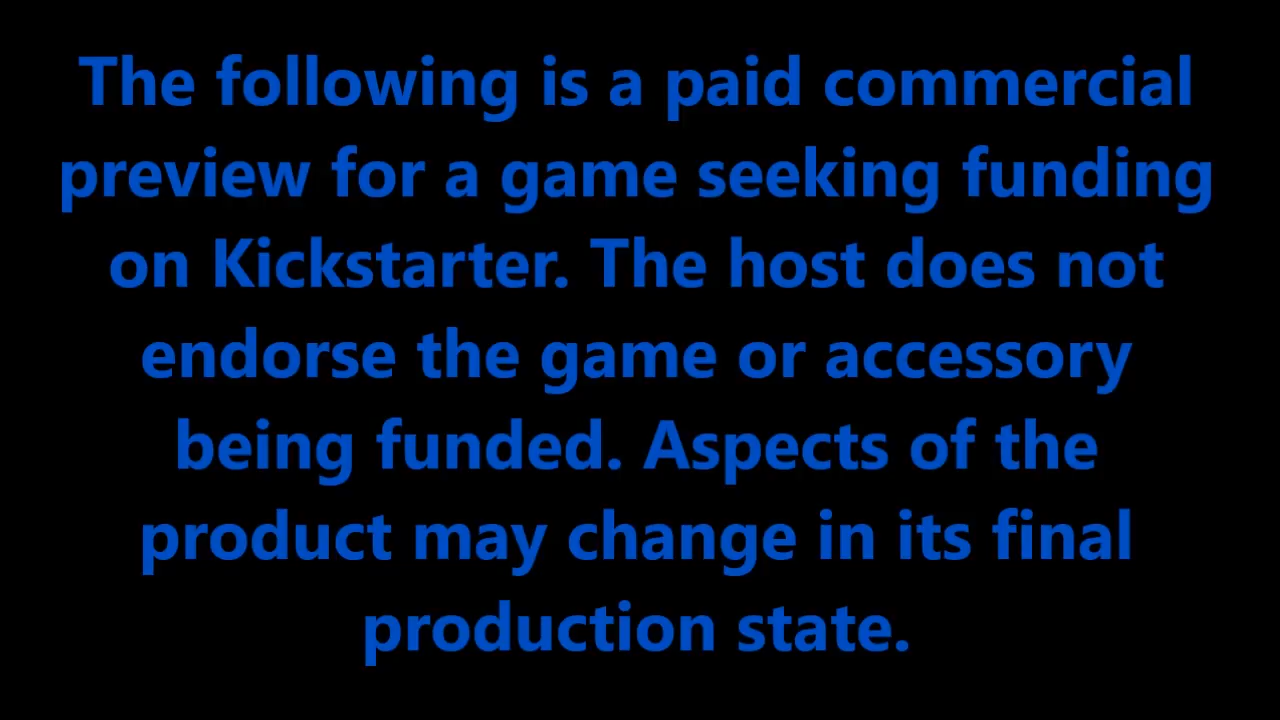 The following is a paid commercial
preview for a game seeking funding
on Kickstarter. The host does not
endorse the game or accessory
being funded. Aspects of the
product may change in its final
production state.